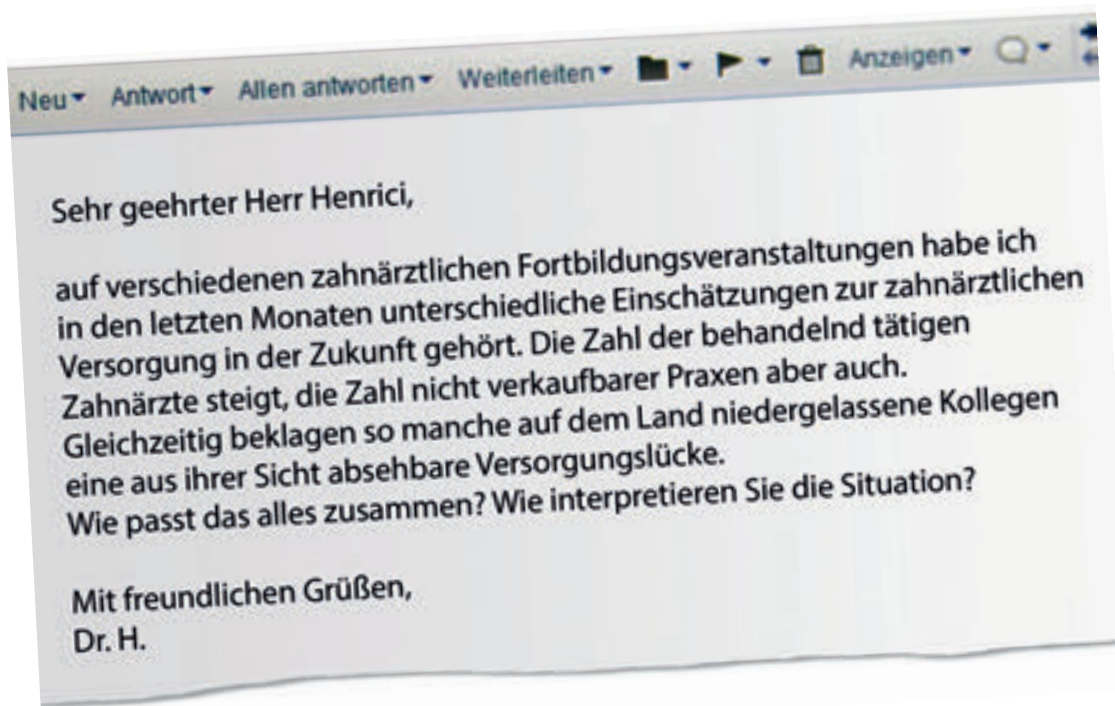 Neu Antwort Allen antworten Weiterleiten Anzeigen
Sehr geehrter Herr Henrici,
auf verschiedenen zahnärztlichen Fortbildungsveranstaltungen habe ich
in den letzten Monaten unterschiedliche Einschätzungen zur zahnärztlichen
Versorgung in der Zukunft gehört. Die Zahl der behandelnd tätigen
Zahnärzte steigt, die Zahl nicht verkaufbarer Praxen aber auch.
Gleichzeitig beklagen so manche auf dem Land niedergelassene Kollegen
eine aus ihrer Sicht absehbare Versorgungslücke.
Wie passt das alles zusammen? Wie interpretieren Sie die Situation?
Mit freundlichen Grüßen,
Dr. H.